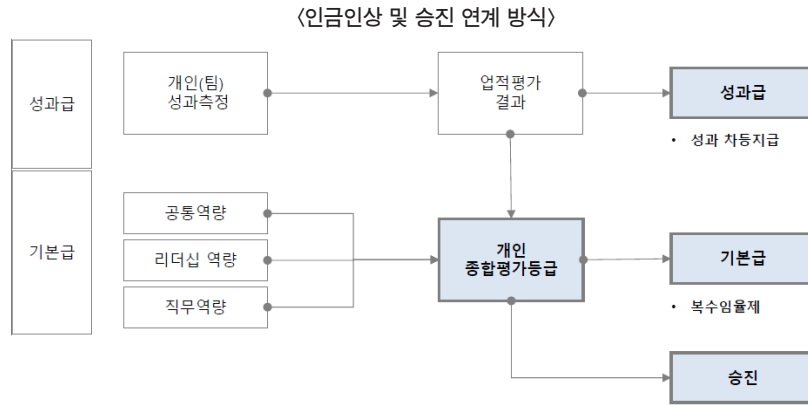 〈인금인상 및 승진 연계 방식〉
성과급
개인(팀)
성과측정
업적평가
결과
성과급
• 성과 차등지급
기본급
공통역량
리더십 역량
직무역량
개인
종합평가등급
기본급
• 복수임율제
승진